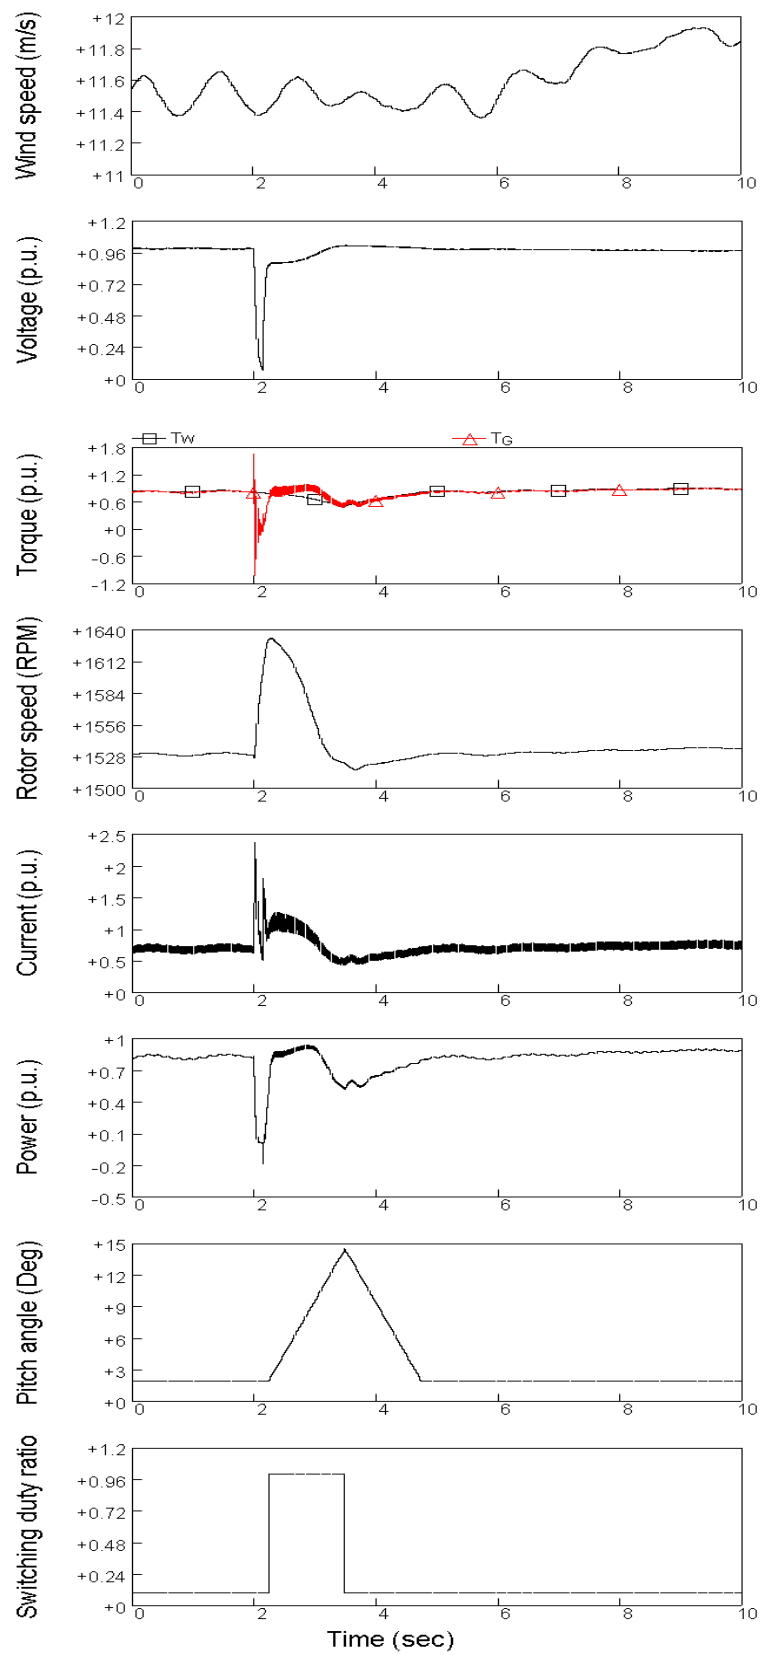 Wind speed (m/s)
+12
+11.8
+11.6
+11.4
+11.2
+11
0 2 4 6 8 10
Voltage (p.u.)
+1.2
+0.96
+0.72
+0.48
+0.24
+0
0 2 4 6 8 10
Torque (p.u.)
Tw TG
+1.8
+1.2
+0.6
+0
-0.6
-1.2
0 2 4 6 8 10
Rotor speed (RPM)
+1640
+1612
+1584
+1556
+1528
+1500
0 2 4 6 8 10
Current (p.u.)
+2.5
+2
+1.5
+1
+0.5
+0
0 2 4 6 8 10
Power (p.u.)
+1
+0.7
+0.4
+0.1
-0.2
-0.5
0 2 4 6 8 10
Pitch angle (Deg)
+15
+12
+9
+6
+3
+0
0 2 4 6 8 10
Switching duty ratio
+1.2
+0.96
+0.72
+0.48
+0.24
+0
0 2 4 6 8 10
Time (sec)